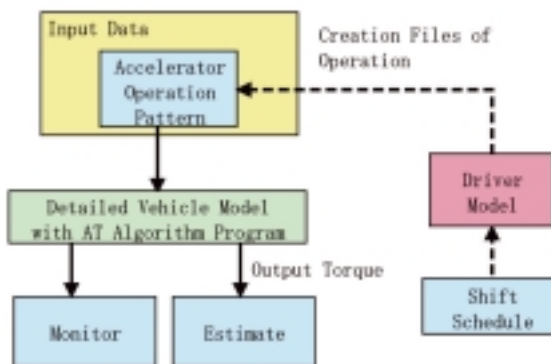 Input Data
Accelerator
Operation
Pattern
Creation Files of
Operation
Driver
Model
Detailed Vehicle Model
with AT Algorithm Program
Output Torque
Shift
Schedule
Monitor
Estimate